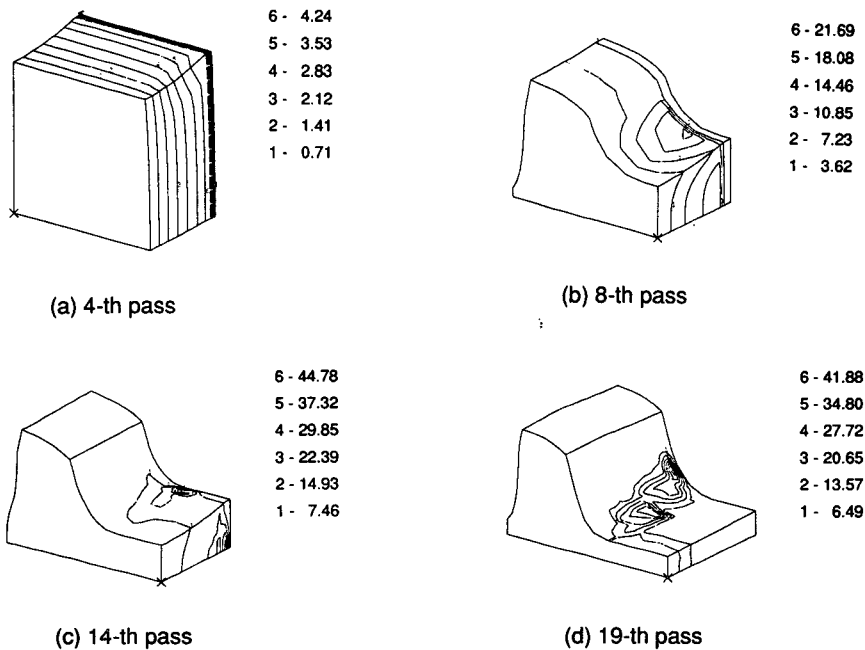 6 - 4.24
5 - 3.53
4 - 2.83
3 - 2.12
2 - 1.41
1 - 0.71
(a) 4-th pass
6 - 21.69
5 - 18.08
4 - 14.46
3 - 10.85
2 - 7.23
1 - 3.62
(b) 8-th pass
6 - 44.78
5 - 37.32
4 - 29.85
3 - 22.39
2 - 14.93
1 - 7.46
(c) 14-th pass
6 - 41.88
5 - 34.80
4 - 27.72
3 - 20.65
2 - 13.57
1 - 6.49
(d) 19-th pass